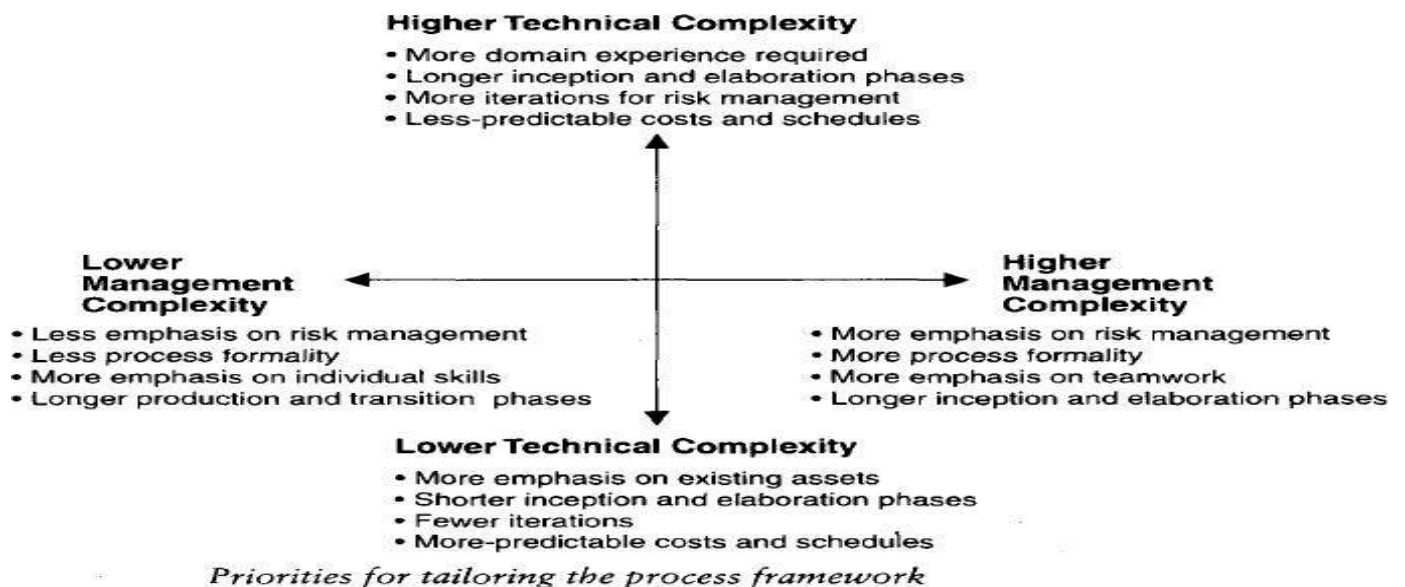 Higher Technical Complexity
• More domain experience required
• Longer inception and elaboration phases
• More iterations for risk management
• Less-predictable costs and schedules
Lower
Management
Complexity
• Less emphasis on risk management
• Less process formality
• More emphasis on individual skills
• Longer production and transition phases
Higher
Management
Complexity
• More emphasis on risk management
• More process formality
• More emphasis on teamwork
• Longer inception and elaboration phases
Lower Technical Complexity
• More emphasis on existing assets
• Shorter inception and elaboration phases
• Fewer iterations
• More-predictable costs and schedules
Priorities for tailoring the process framework